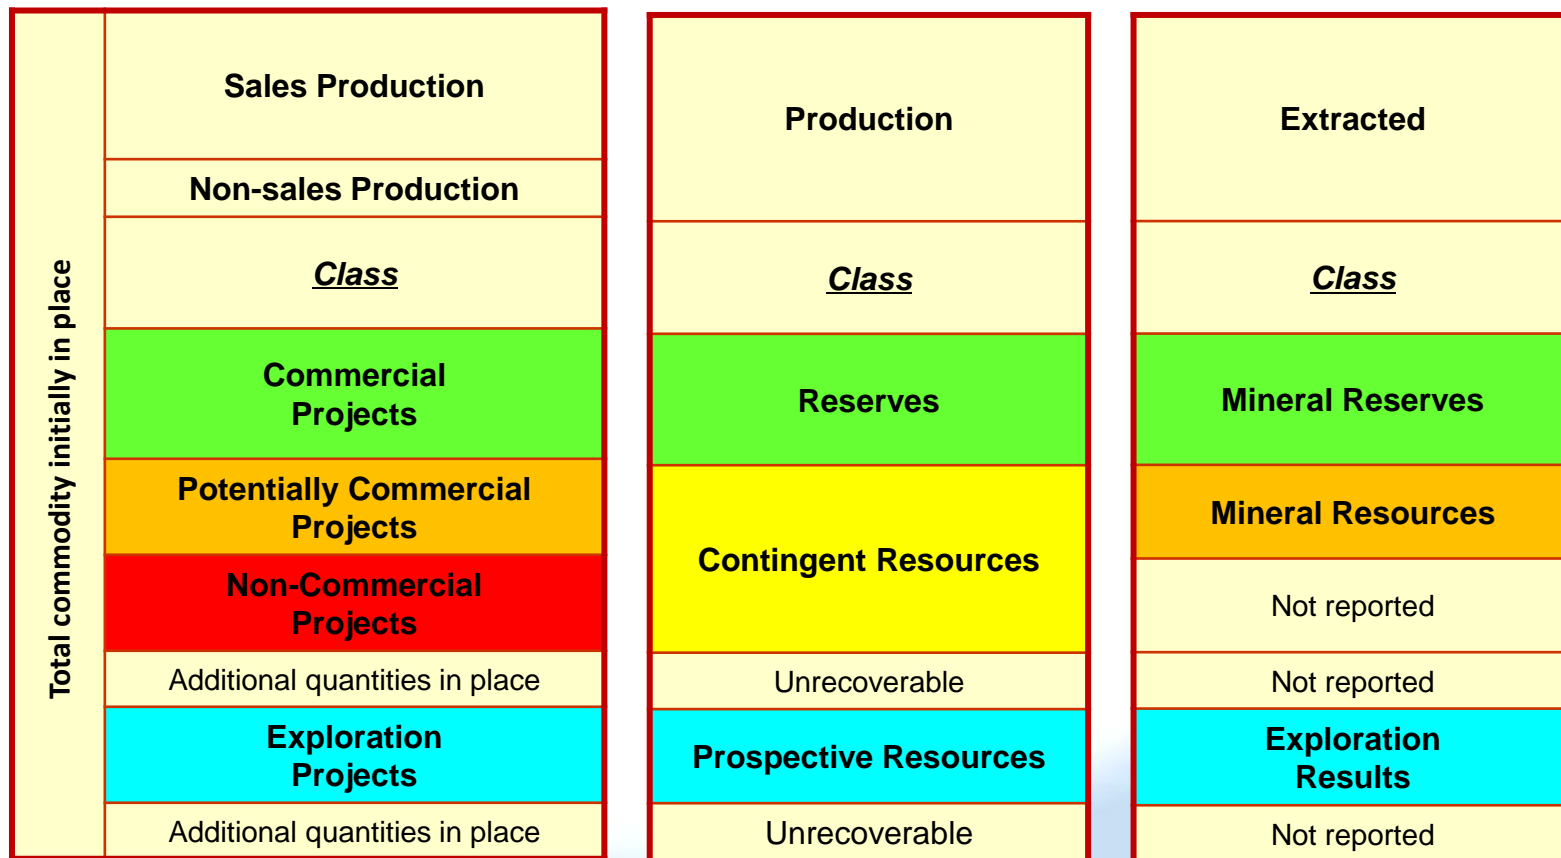 Total commodity initially in place
Sales Production
Non-sales Production
Class
Commercial
Projects
Potentially Commercial
Projects
Non-Commercial
Projects
Additional quantities in place
Exploration
Projects
Additional quantities in place
Production
Class
Reserves
Contingent Resources
Unrecoverable
Prospective Resources
Unrecoverable
Extracted
Class
Mineral Reserves
Mineral Resources
Not reported
Not reported
Exploration
Results
Not reported